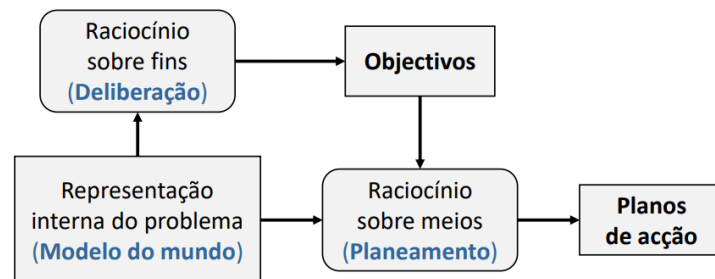 Raciocínio
sobre fins
(Deliberação)
Objectivos
Representação
interna do problema
(Modelo do mundo)
Raciocínio
sobre meios
(Planeamento)
Planos
de acção